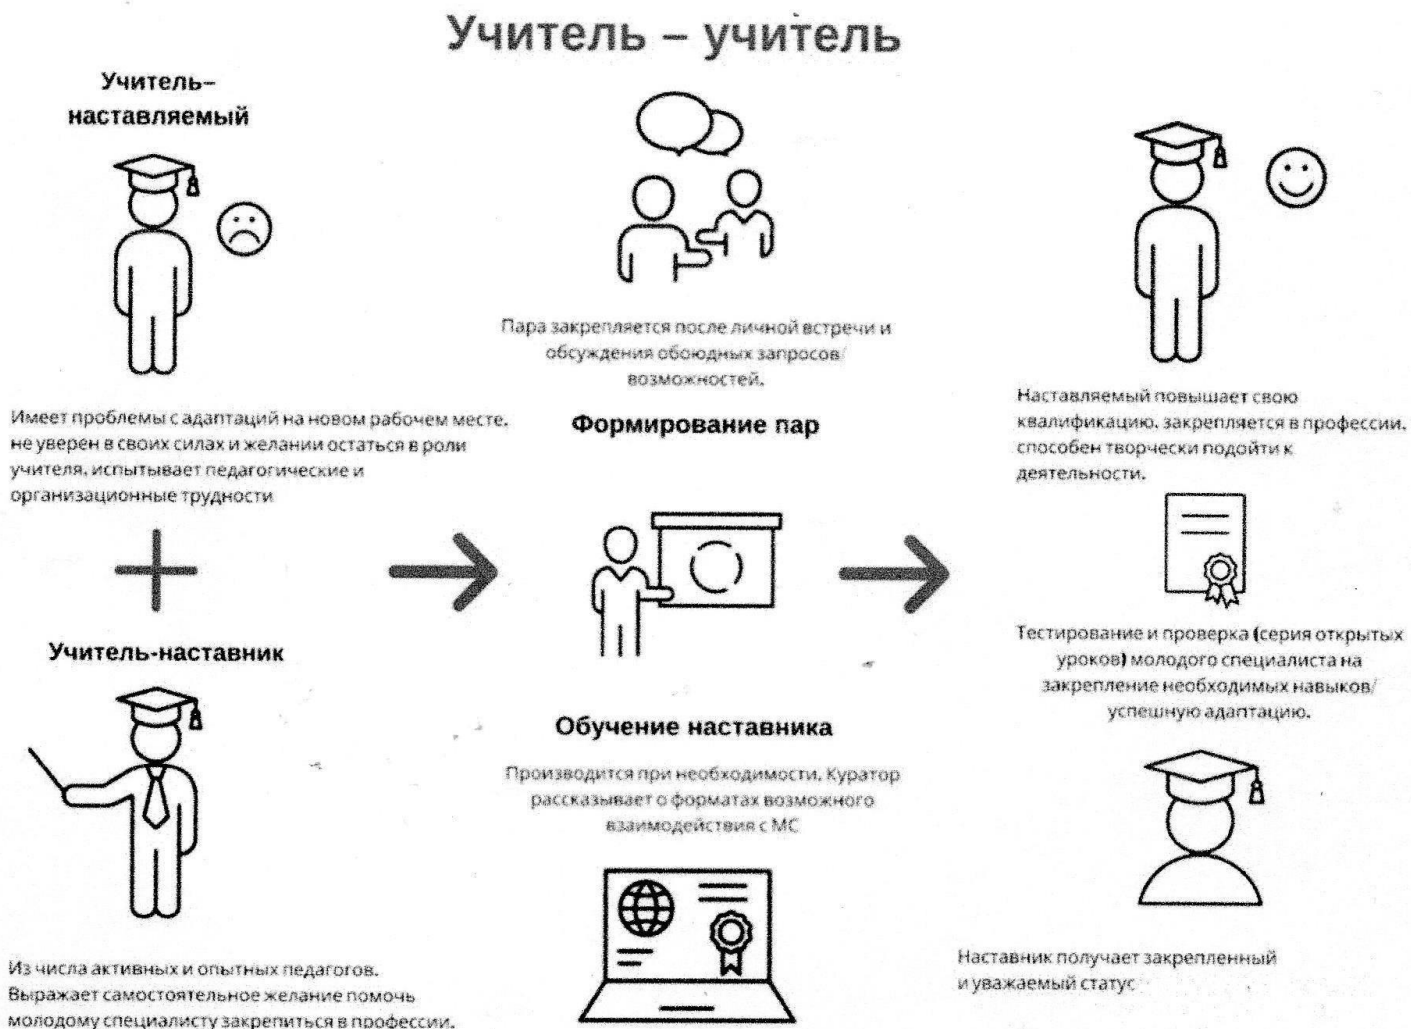 Учитель – учитель
Учитель–
наставляемый
Имеет проблемы с адаптаций на новом рабочем месте,
не уверен в своих силах и желании остаться в роли
учителя, испытывает педагогические и
организационные трудности
Учитель-наставник
Из числа активных и опытных педагогов.
Выражает самостоятельное желание помочь
молодому специалисту закрепиться в профессии.
Пара закрепляется после личной встречи и
обсуждения обоюдных запросов/
возможностей.
Формирование пар
Обучение наставника
Производится при необходимости. Куратор
рассказывает о форматах возможного
взаимодействия с МС
Наставляемый повышает свою
квалификацию, закрепляется в профессии,
способен творчески подойти к
деятельности.
Тестирование и проверка (серия открытых
уроков) молодого специалиста на
закрепление необходимых навыков/
успешную адаптацию.
Наставник получает закрепленный
и уважаемый статус